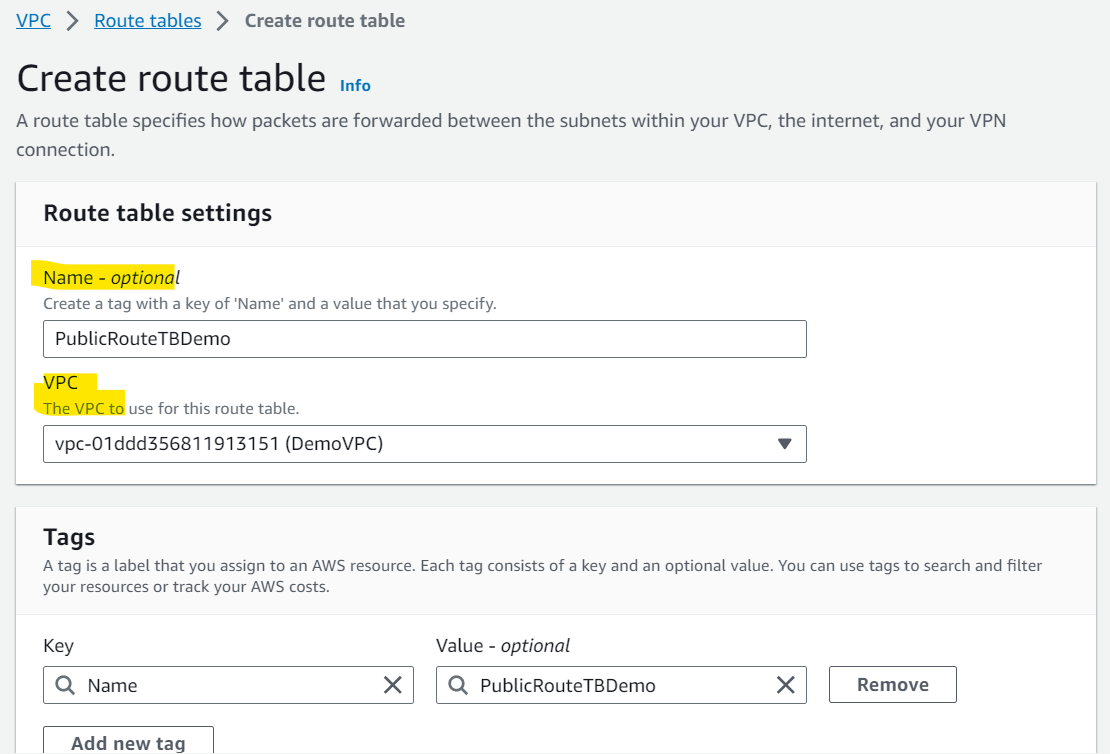 VPC > Route tables > Create route table
Create route table Info
A route table specifies how packets are forwarded between the subnets within your VPC, the internet, and your VPN
connection.
Route table settings
Name - optional
Create a tag with a key of 'Name' and a value that you specify.
PublicRouteTBDemo
VPC
The VPC to use for this route table.
vpc-01ddd356811913151 (DemoVPC)
Tags
A tag is a label that you assign to an AWS resource. Each tag consists of a key and an optional value. You can use tags to search and filter
your resources or track your AWS costs.
Key Value - optional
Name PublicRouteTBDemo Remove
Add new tag